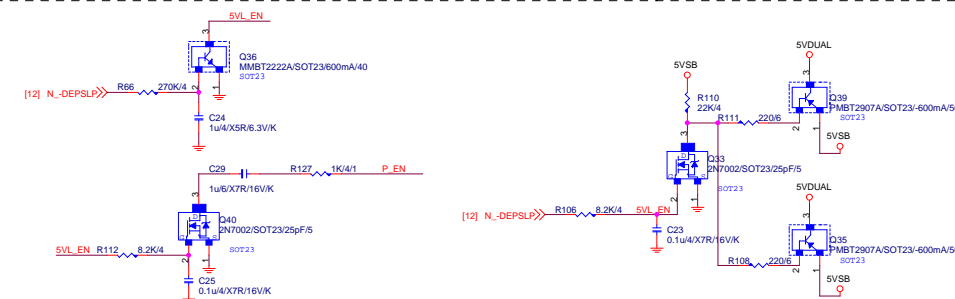 5VL_EN
3
Q36
MMBT2222A/SOT23/600mA/40
SOT23
[12] N_-DEPSLP
R66 270K/4
2
1
C24
1u/4/X5R/6.3V/K
C29
R127 1K/4/1
P_EN
1u/6/X7R/16V/K
3
D
Q40
2N7002/SOT23/25pF/5
G S
SOT23
5VL_EN R112 8.2K/4
2
1
C25
0.1u/4/X7R/16V/K
5VSB
R110
22K/4
3
D
Q33
2N7002/SOT23/25pF/5
G S
SOT23
[12] N_-DEPSLP
R106 8.2K/4
5VL_EN
2
1
C23
0.1u/4/X7R/16V/K
5VDUAL
3
Q39
PMBT2907A/SOT23/-600mA/5
SOT23
R111 220/6
2
1
5VSB
5VDUAL
3
Q35
PMBT2907A/SOT23/-600mA/5
SOT23
R108 220/6
2
1
5VSB